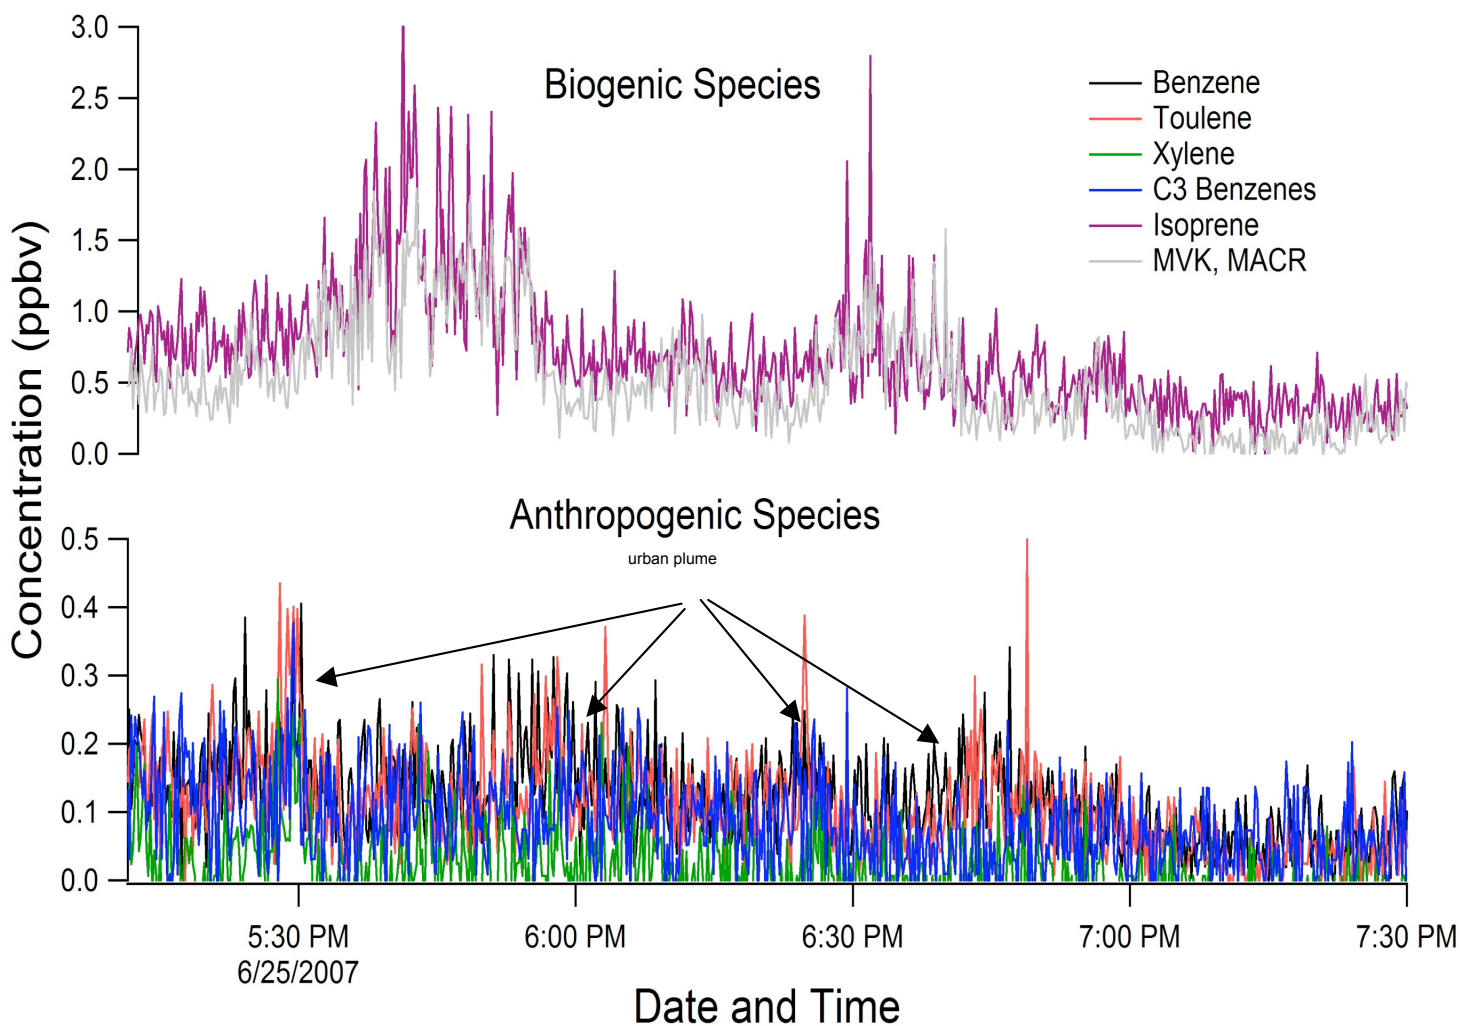 3.0
2.5
2.0
1.5
1.0
0.5
0.0
Biogenic Species
Benzene
Toulene
Xylene
C3 Benzenes
Isoprene
MVK, MACR
Concentration (ppbv)
Anthropogenic Species
urban plume
0.5
0.4
0.3
0.2
0.1
0.0
5:30 PM 6:00 PM 6:30 PM 7:00 PM 7:30 PM
6/25/2007
Date and Time